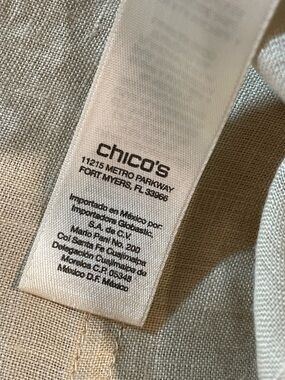 chico's
11215 METRO PARKWAY
FORT MYERS, FL 33966
Importado en México por:
Importadora Globastic
S.A. de C.V.
Mario Pani No. 200
Col Santa Fe Cuajimalpa
Delegación Cuajimalpa de
Morelos C.P. 05348
México D.F. México